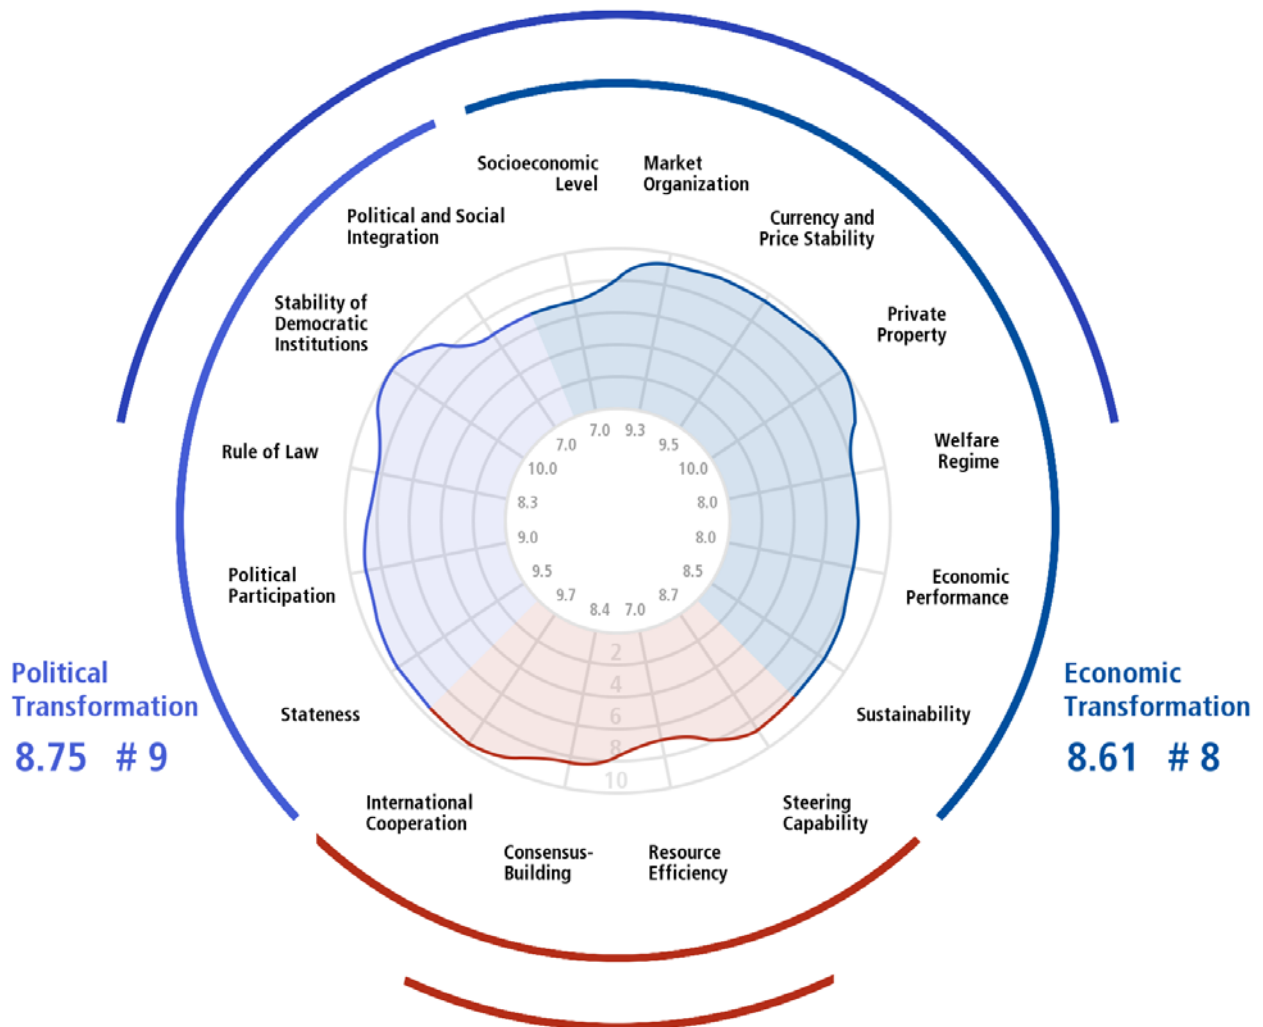 Socioeconomic
Level
Market
Organization
Political and Social
Integration
Currency and
Price Stability
Stability of
Democratic
Institutions
Private
Property
Rule of Law
Welfare
Regime
Political
Participation
Economic
Performance
Stateness
Sustainability
International
Cooperation
Steering
Capability
Consensus-
Building
Resource
Efficiency
7.0
9.3
7.0
9.5
10.0
10.0
8.3
8.0
9.0
8.0
9.5
8.5
9.7
8.7
8.4
7.0
2
4
6
8
10
Political
Transformation
8.75 # 9
Economic
Transformation
8.61 # 8